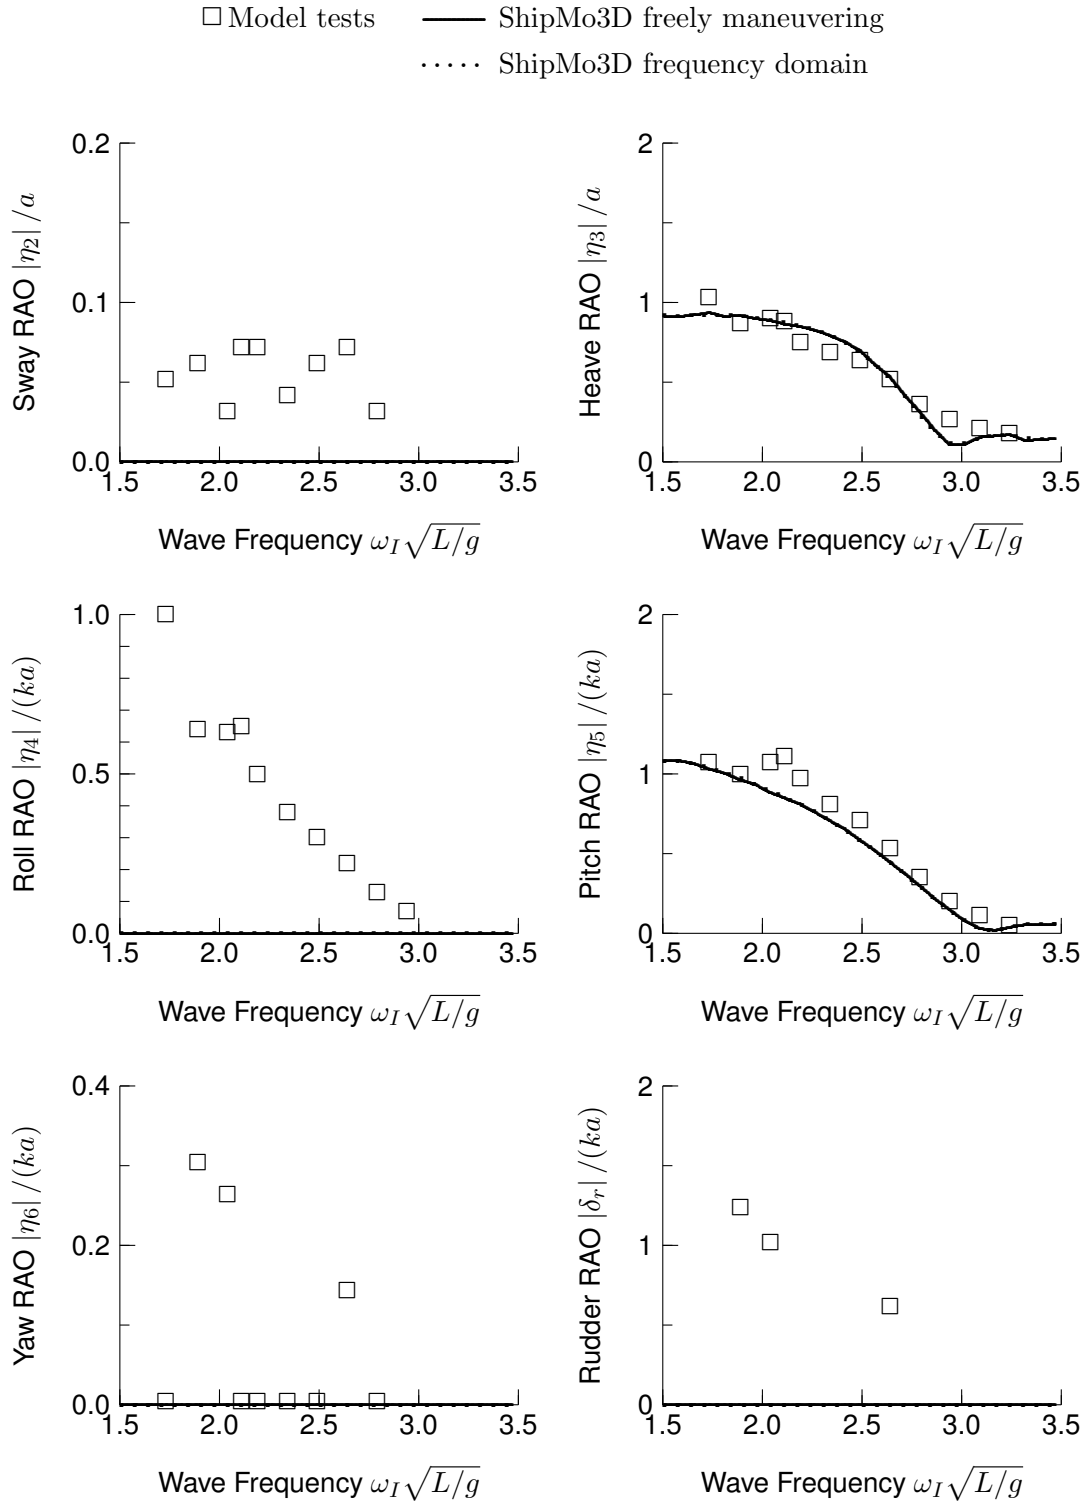 □ Model tests — ShipMo3D freely maneuvering
····· ShipMo3D frequency domain
Sway RAO |η₂| /a
0.2
0.1
0.0
1.5 2.0 2.5 3.0 3.5
Wave Frequency ω_I√(L/g)
Heave RAO |η₃| /a
2
1
0
1.5 2.0 2.5 3.0 3.5
Wave Frequency ω_I√(L/g)
Roll RAO |η₄| /(ka)
1.0
0.5
0.0
1.5 2.0 2.5 3.0 3.5
Wave Frequency ω_I√(L/g)
Pitch RAO |η₅| /(ka)
2
1
0
1.5 2.0 2.5 3.0 3.5
Wave Frequency ω_I√(L/g)
Yaw RAO |η₆| /(ka)
0.4
0.2
0.0
1.5 2.0 2.5 3.0 3.5
Wave Frequency ω_I√(L/g)
Rudder RAO |δ_r| /(ka)
2
1
0
1.5 2.0 2.5 3.0 3.5
Wave Frequency ω_I√(L/g)